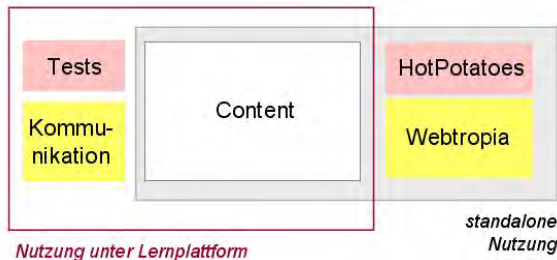 Tests
Kommu-
nikation
Content
HotPotatoes
Webtropia
standalone
Nutzung
Nutzung unter Lernplattform